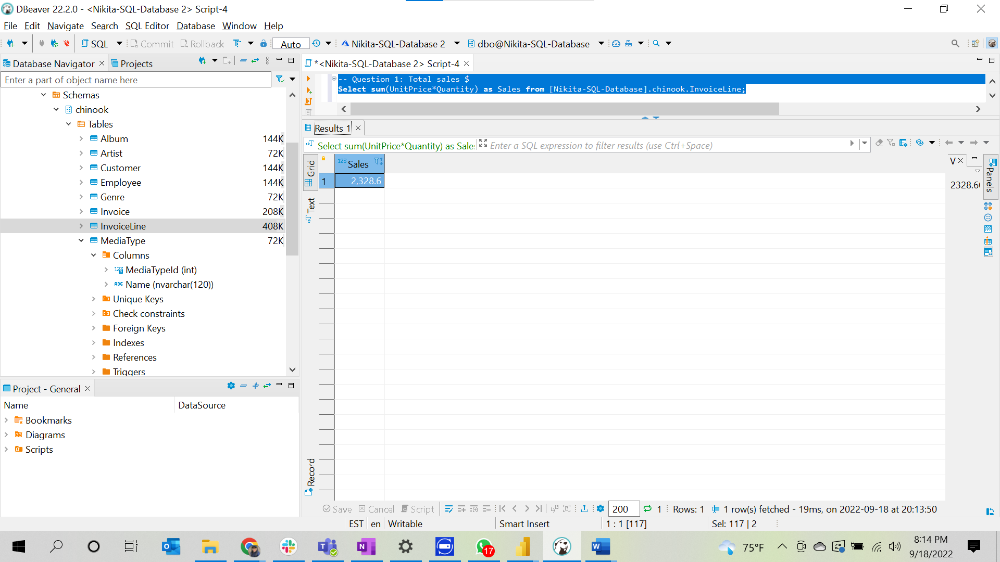 DBeaver 22.2.0 - <Nikita-SQL-Database 2> Script-4
File Edit Navigate Search SQL Editor Database Window Help
SQL Commit Rollback Auto Nikita-SQL-Database 2 dbo@Nikita-SQL-Database
Database Navigator Projects
Enter a part of object name here
Schemas
chinook
Tables
Album 144K
Artist 72K
Customer 144K
Employee 144K
Genre 72K
Invoice 208K
InvoiceLine 408K
MediaType 72K
Columns
MediaTypeId (int)
Name (nvarchar(120))
Unique Keys
Check constraints
Foreign Keys
Indexes
References
Triggers
Project - General
Name DataSource
Bookmarks
Diagrams
Scripts
*<Nikita-SQL-Database 2> Script-4
-- Question 1: Total sales $
Select sum(UnitPrice*Quantity) as Sales from [Nikita-SQL-Database].chinook.InvoiceLine;
Results 1
Select sum(UnitPrice*Quantity) as Sales
Enter a SQL expression to filter results (use Ctrl+Space)
Grid
Text
Record
123 Sales
1 2,328.6
V
2328.60
Panels
Save Cancel Script 200 1 Rows: 1 1 row(s) fetched - 19ms, on 2022-09-18 at 20:13:50
EST en Writable Smart Insert 1 : 1 [117] Sel: 117 | 2
17
75°F
8:14 PM
9/18/2022